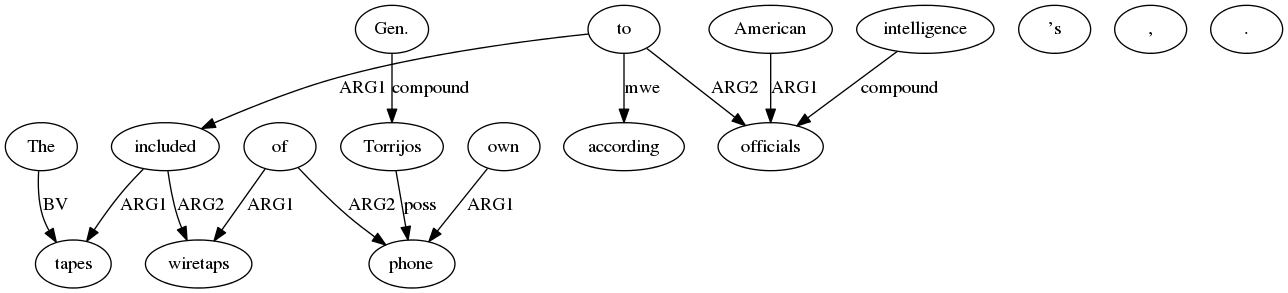 Gen. to American intelligence ’s , .
ARG1 compound mwe ARG2 ARG1 compound
The included of Torrijos own according officials
BV ARG1 ARG2 ARG1 ARG2 poss ARG1
tapes wiretaps phone